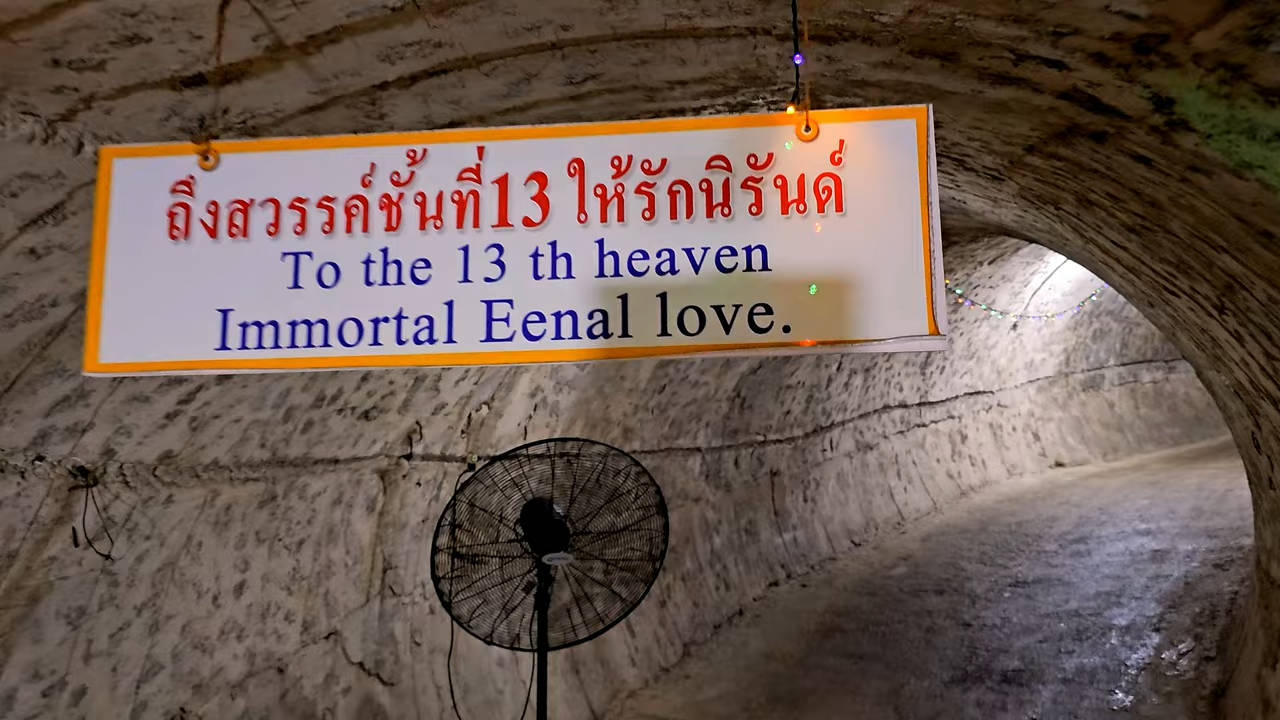 ถึงสวรรค์ชั้นที่13 ให้รักนิรันด์
To the 13 th heaven
Immortal Eenal love.